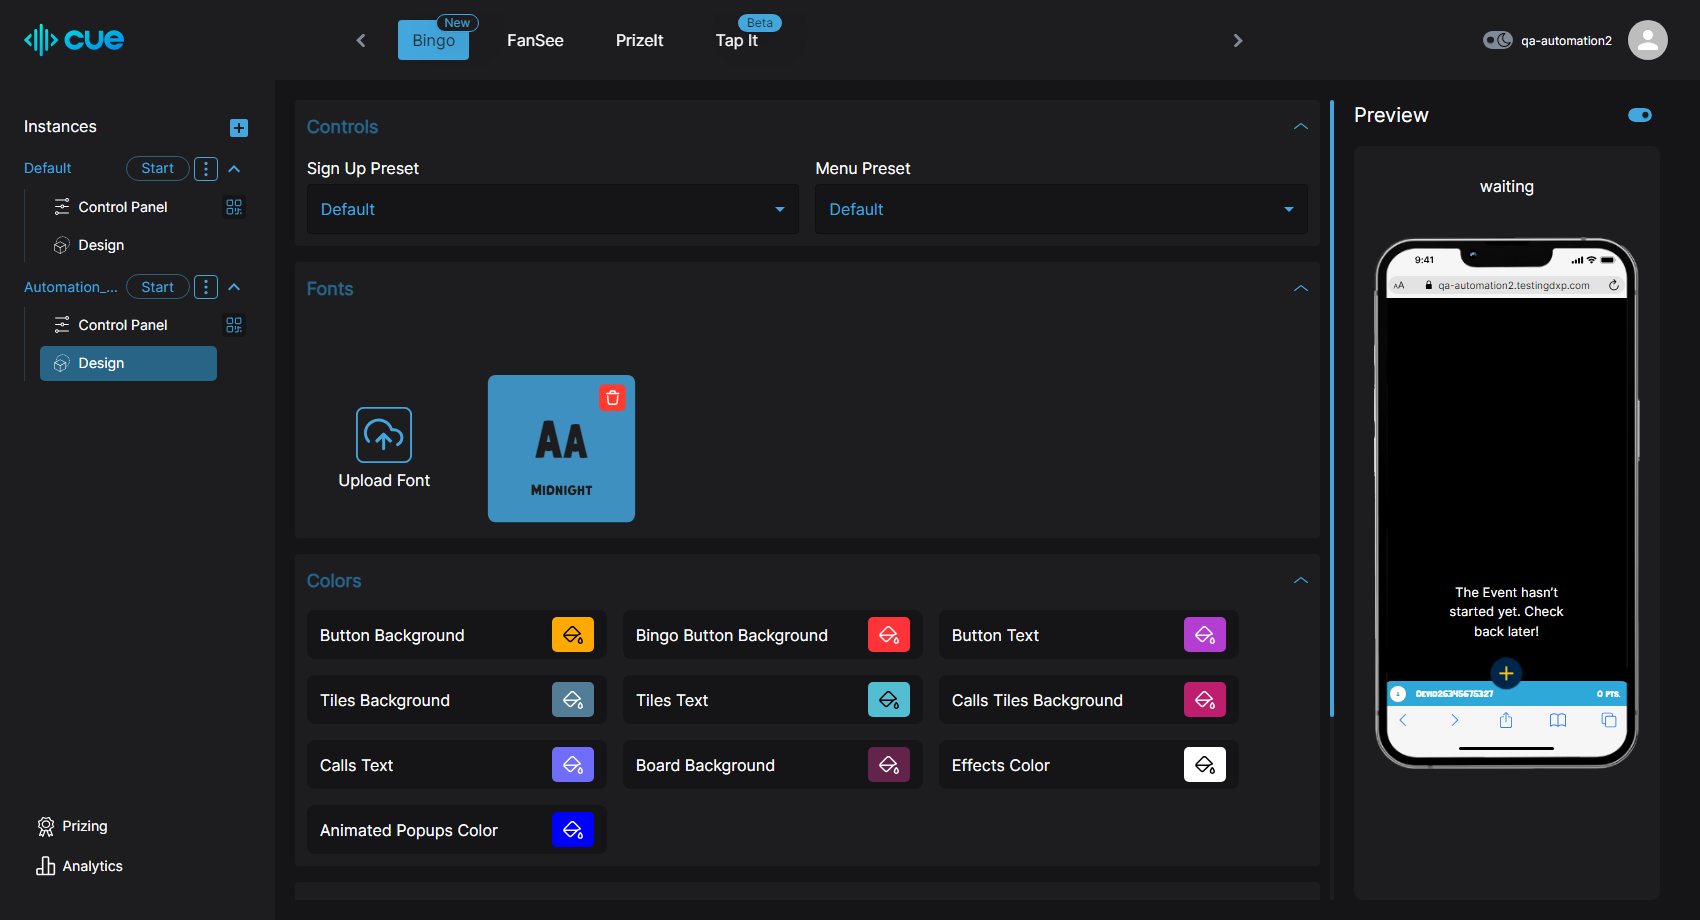 cue
Bingo
New
FanSee
PrizeIt
Tap It
Beta
qa-automation2
Instances
Default
Start
Control Panel
Design
Automation_...
Start
Control Panel
Design
Prizing
Analytics
Controls
Sign Up Preset
Menu Preset
Default
Default
Fonts
Upload Font
AA
MIDNIGHT
Colors
Button Background
Bingo Button Background
Button Text
Tiles Background
Tiles Text
Calls Tiles Background
Calls Text
Board Background
Effects Color
Animated Popups Color
Preview
waiting
9:41
AA
qa-automation2.testingdxp.com
The Event hasn't
started yet. Check
back later!
DEVID26345675327
0 PTS.